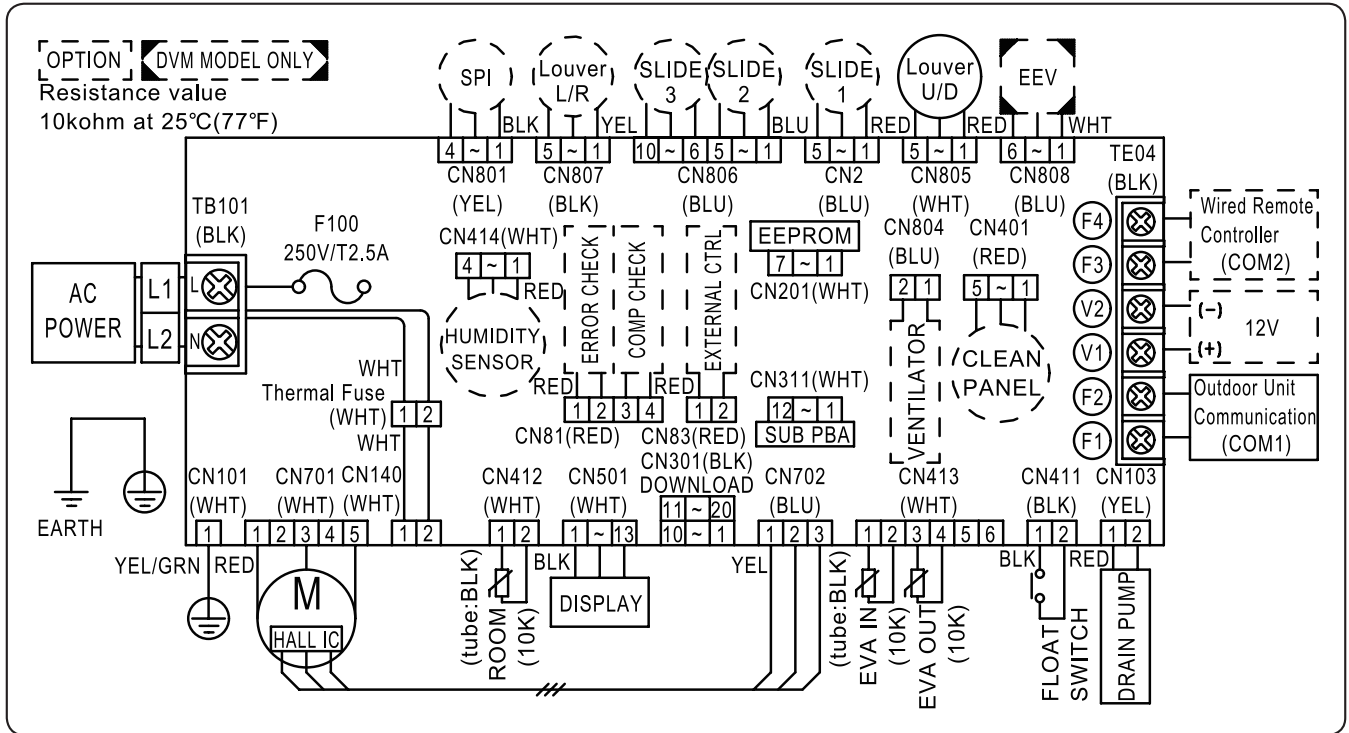 OPTION
DVM MODEL ONLY
Resistance value
10kohm at 25℃(77℉)
SPI
Louver
L/R
SLIDE
3
SLIDE
2
SLIDE
1
Louver
U/D
EEV
BLK
YEL
BLU
RED
RED
WHT
4 ~ 1
5 ~ 1
10 ~ 6 5 ~ 1
5 ~ 1
5 ~ 1
6 ~ 1
CN801
(YEL)
CN807
(BLK)
CN806
(BLU)
CN2
(BLU)
CN805
(WHT)
CN808
(BLU)
TE04
(BLK)
TB101
(BLK)
F100
250V/T2.5A
AC
POWER
L1
L2
L
N
CN414(WHT)
4 ~ 1
RED
HUMIDITY
SENSOR
ERROR CHECK
COMP CHECK
EXTERNAL CTRL
RED
RED
1 2 3 4
1 2
CN81(RED)
CN83(RED)
EEPROM
7 ~ 1
CN201(WHT)
CN311(WHT)
12 ~ 1
SUB PBA
CN804
(BLU)
2 1
VENTILATOR
CN401
(RED)
5 ~ 1
CLEAN
PANEL
F4
F3
V2
V1
F2
F1
Wired Remote
Controller
(COM2)
(-)
12V
(+)
Outdoor Unit
Communication
(COM1)
WHT
Thermal Fuse
(WHT)
1 2
WHT
EARTH
CN101
(WHT)
CN701
(WHT)
CN140
(WHT)
CN412
(WHT)
CN501
(WHT)
CN301(BLK)
DOWNLOAD
11 ~ 20
10 ~ 1
CN702
(BLU)
CN413
(WHT)
CN411
(BLK)
CN103
(YEL)
1
1 2 3 4 5
1 2
1 2
1 ~ 13
1 2 3
1 2 3 4 5 6
1 2
1 2
YEL/GRN
RED
BLK
YEL
BLK
RED
M
HALL IC
(tube:BLK)
ROOM
(10K)
DISPLAY
(tube:BLK)
EVA IN
(10K)
EVA OUT
(10K)
FLOAT
SWITCH
DRAIN PUMP